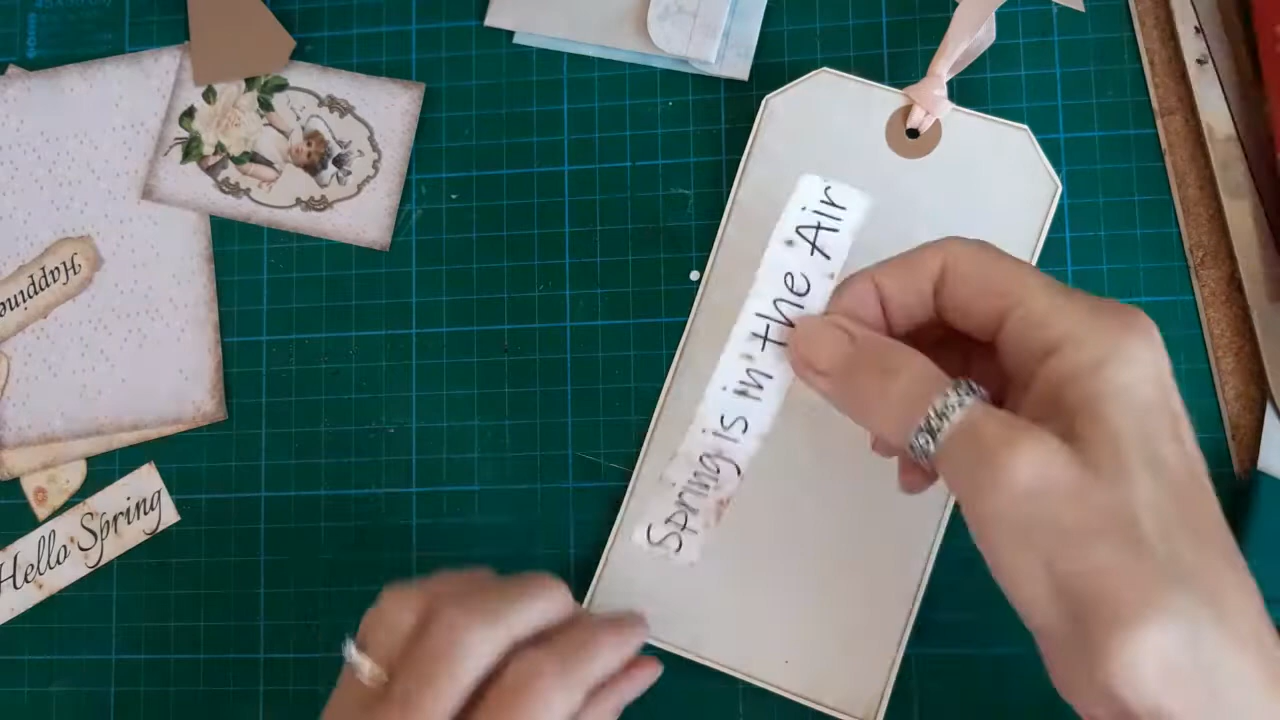 Spring is in the Air
Happine
Hello Spring